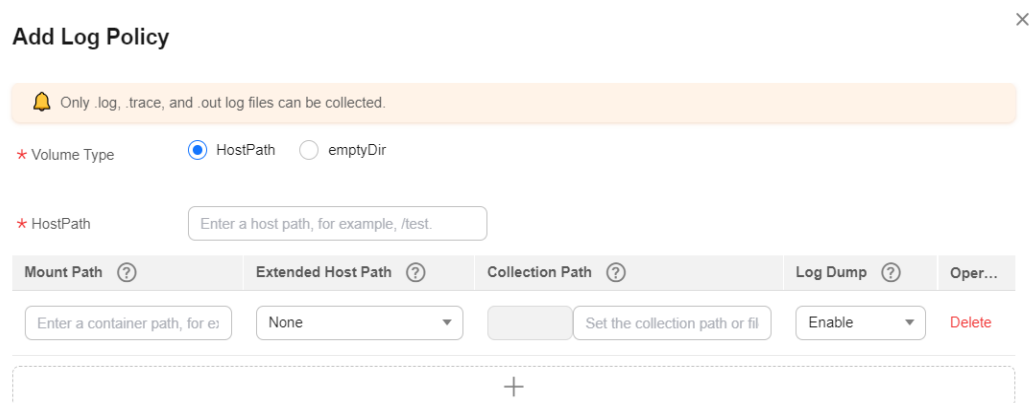 Add Log Policy
Only .log, .trace, and .out log files can be collected.
* Volume Type HostPath emptyDir
* HostPath Enter a host path, for example, /test.
Mount Path ? Extended Host Path ? Collection Path ? Log Dump ? Oper...
Enter a container path, for ex None Set the collection path or fil Enable Delete